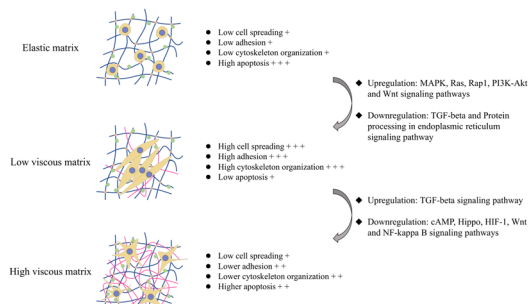 Elastic matrix
● Low cell spreading +
● Low adhesion +
● Low cytoskeleton organization +
● High apoptosis + + +
◆ Upregulation: MAPK, Ras, Rap1, PI3K-Akt
and Wnt signaling pathways
◆ Downregulation: TGF-beta and Protein
processing in endoplasmic reticulum
signaling pathway
Low viscous matrix
● High cell spreading + + +
● High adhesion + + +
● High cytoskeleton organization + + +
● Low apoptosis +
◆ Upregulation: TGF-beta signaling pathway
◆ Downregulation: cAMP, Hippo, HIF-1, Wnt
and NF-kappa B signaling pathways
High viscous matrix
● Low cell spreading +
● Lower adhesion + +
● Lower cytoskeleton organization + +
● Higher apoptosis + +